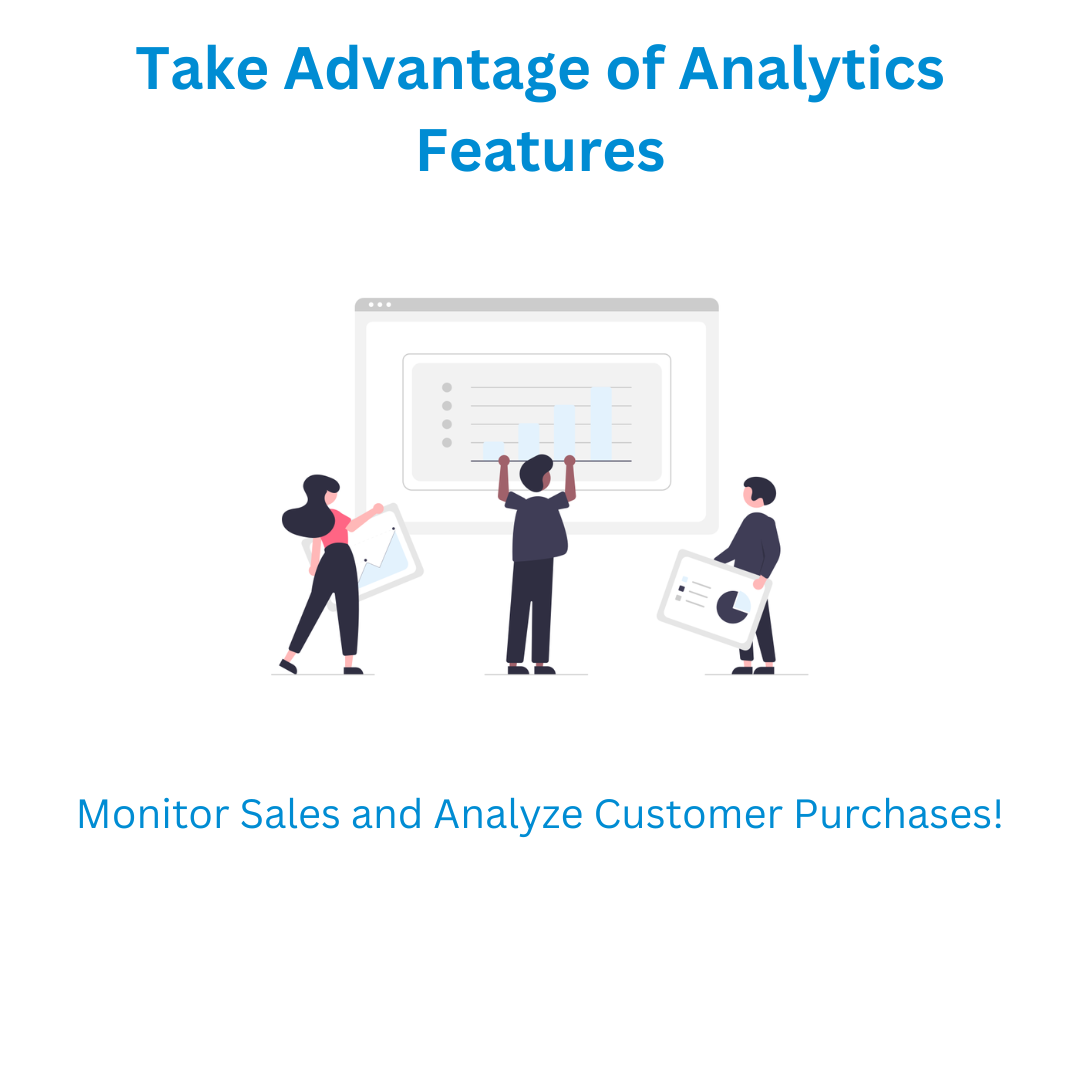 Take Advantage of Analytics
Features
Monitor Sales and Analyze Customer Purchases!